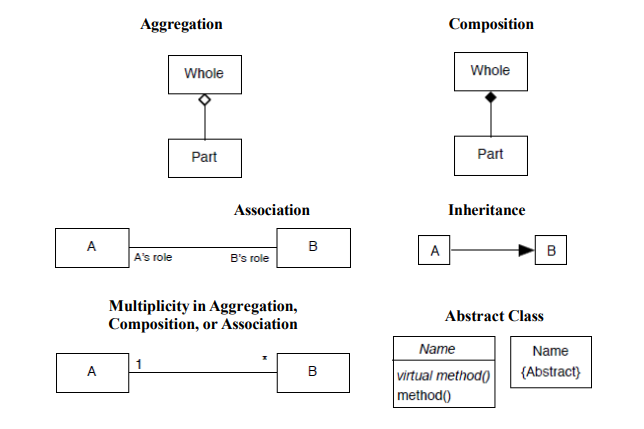 Aggregation
Composition
Whole
Whole
Part
Part
Association
Inheritance
A
B
A's role
B's role
A
B
Multiplicity in Aggregation,
Composition, or Association
Abstract Class
A
1
*
B
Name
virtual method()
method()
Name
{Abstract}